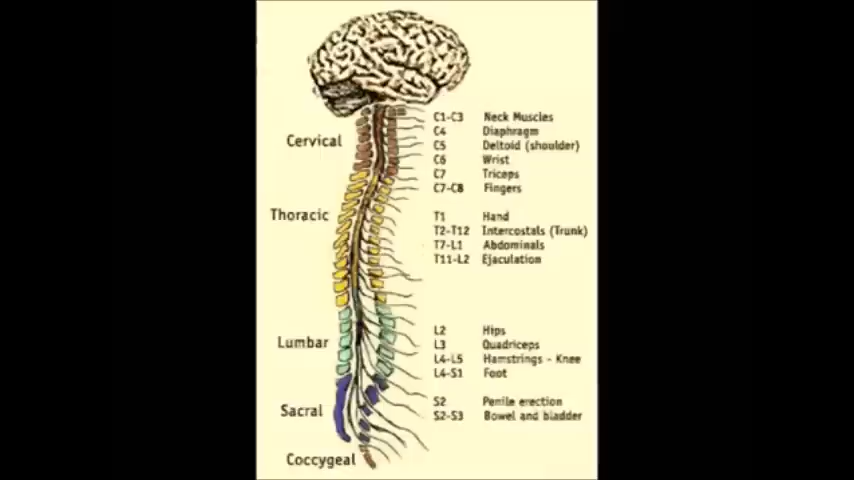 Cervical
C1-C3 Neck Muscles
C4 Diaphragm
C5 Deltoid (shoulder)
C6 Wrist
C7 Triceps
C7-C8 Fingers
Thoracic
T1 Hand
T2-T12 Intercostals (Trunk)
T7-L1 Abdominals
T11-L2 Ejaculation
Lumbar
L2 Hips
L3 Quadriceps
L4-L5 Hamstrings - Knee
L4-S1 Foot
Sacral
S2 Penile erection
S2-S3 Bowel and bladder
Coccygeal